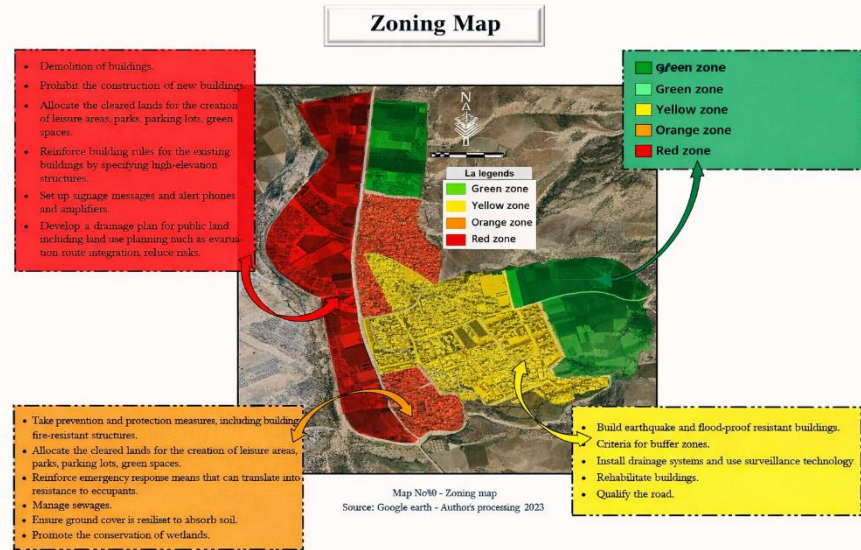 Zoning Map
• Demolition of buildings.
• Prohibit the construction of new buildings.
• Allocate the cleared lands for the creation
of leisure areas, parks, parking lots, green
spaces.
• Reinforce building rules for the existing
buildings by specifying high-elevation
structures.
• Set up signage messages and alert phones
and amplifiers.
• Develop a drainage plan for public land
including land use planning nuch as evarua-
tion route integration, reluce risks.
Green zone
Green zone
Yellow zone
Orange zone
Red zone
N
La legends
Green zone
Yellow zone
Orange zone
Red zone
• Take prevention and protection measures, including building
fire-resistant structures.
• Allocate the cleared lands for the creation of leisure areas,
parks, parking lots, green spaces.
• Reinforce emergency response means that can translate into
resistance to eccupants.
• Manage sewages.
• Ensure ground cover is resiliset to absorb soil.
• Promote the conservation of wetlands.
• Build earthquake and flood-proof resistant buildings.
• Criteria for buffer zones.
• Install drainage systems and use surveillance technology
• Rehabilitate buildings.
• Qualify the road.
Map No%0 - Zoning map
Source: Google earth - Authors processing 2023